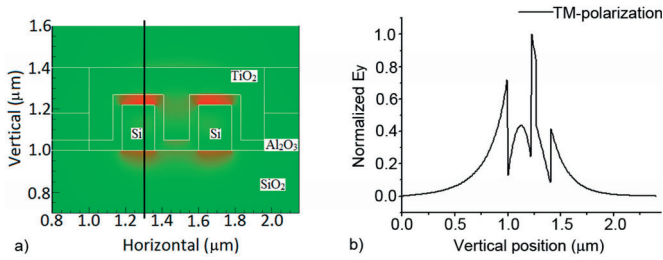 1.6
1.4
1.2
1.0
0.8
Vertical (μm)
TiO2
Si
Si
Al2O3
SiO2
0.8 1.0 1.2 1.4 1.6 1.8 2.0
a)
Horizontal (μm)
TM-polarization
Normalized Ey
1.0
0.8
0.6
0.4
0.2
0.0
0.0 0.5 1.0 1.5 2.0
b)
Vertical position (μm)